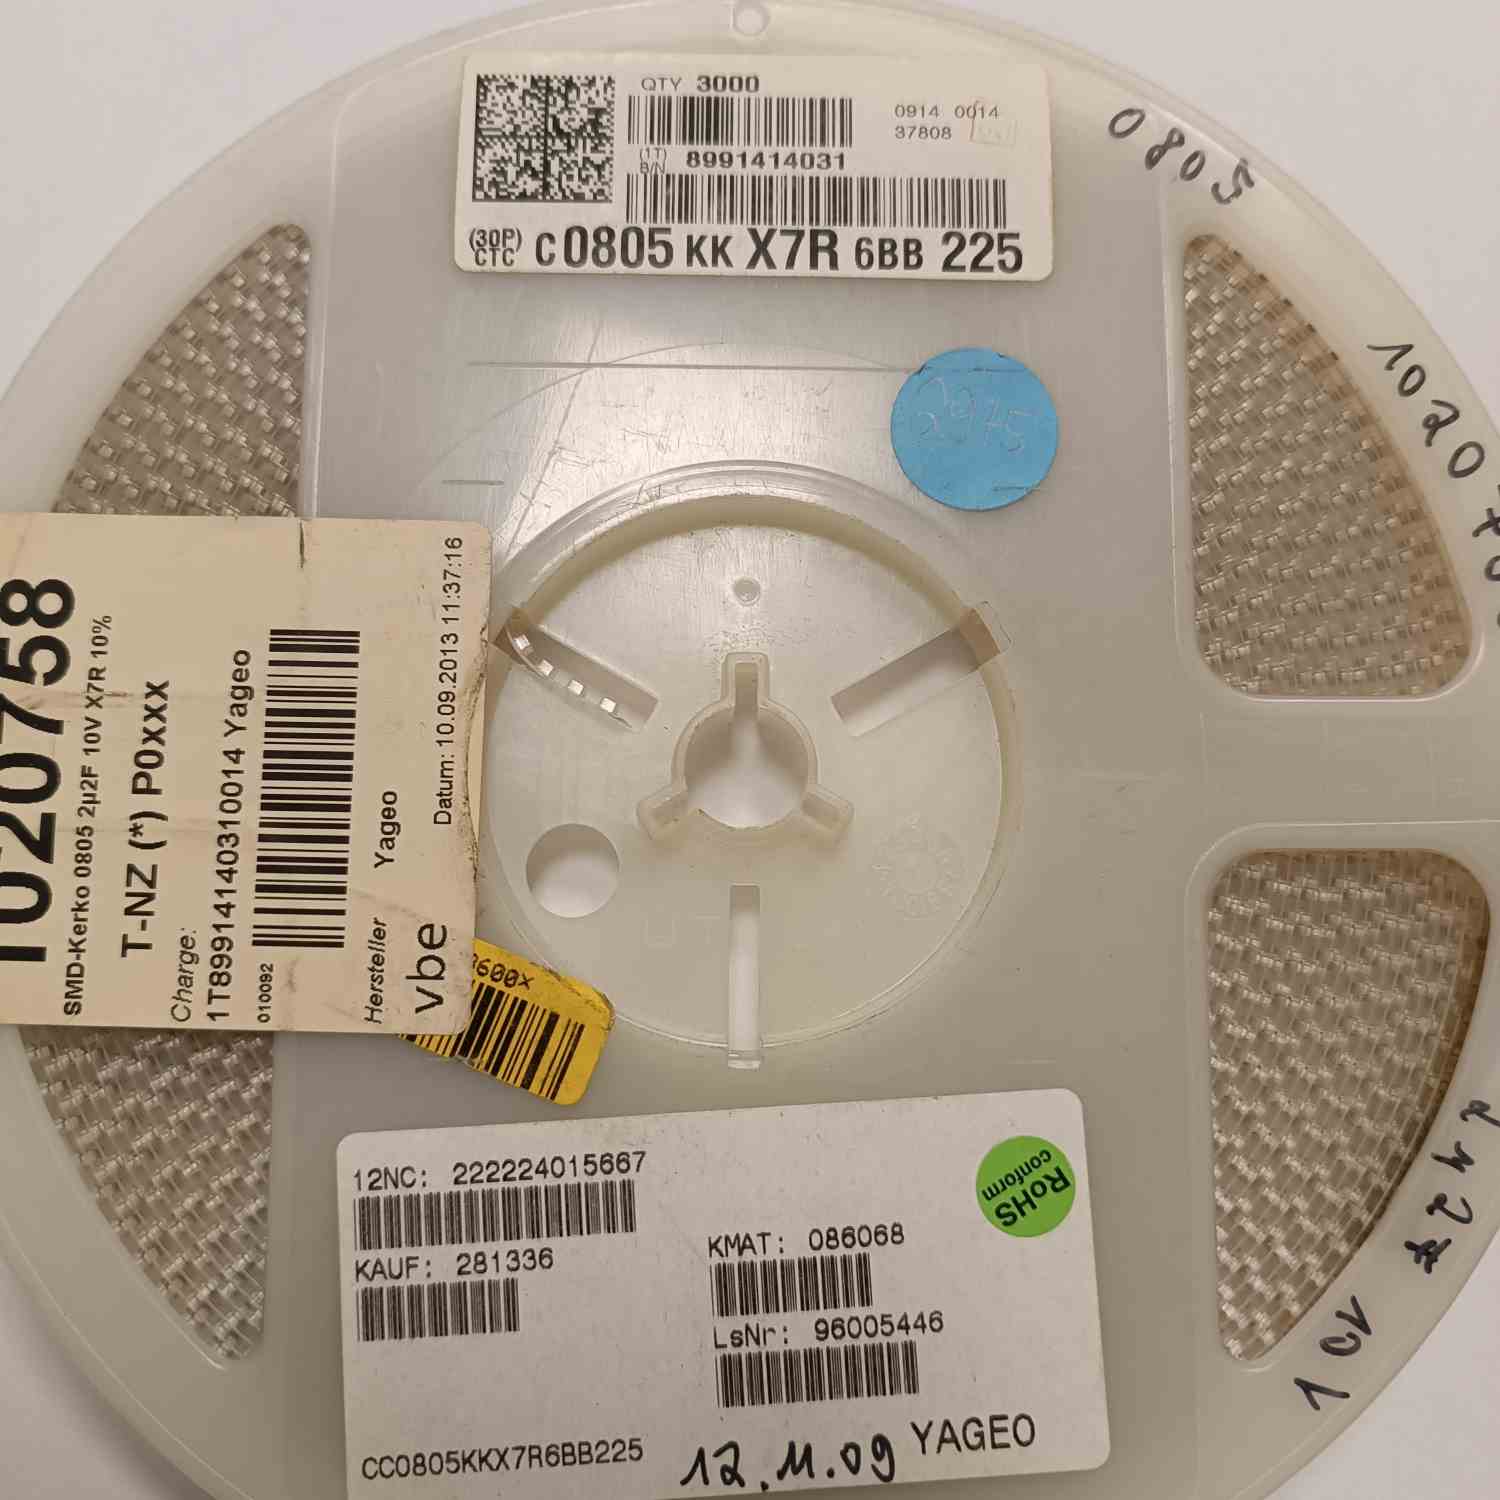 QTY 3000
0914 0014
37808
(1T)
B/N 8991414031
(30P)
CTC C0805 KK X7R 6BB 225
0805
2975
10V
1020758
SMD-Kerko 0805 2µ2F 10V X7R 10%
T-NZ (*) P0xxx
Charge:
1T89914140310014 Yageo
010092
Hersteller Yageo
vbe Datum: 10.09.2013 11:37:16
600x
12NC: 222224015667
KAUF: 281336
KMAT: 086068
LsNr: 96005446
CC0805KKX7R6BB225
12.11.09
YAGEO
RoHS
conform